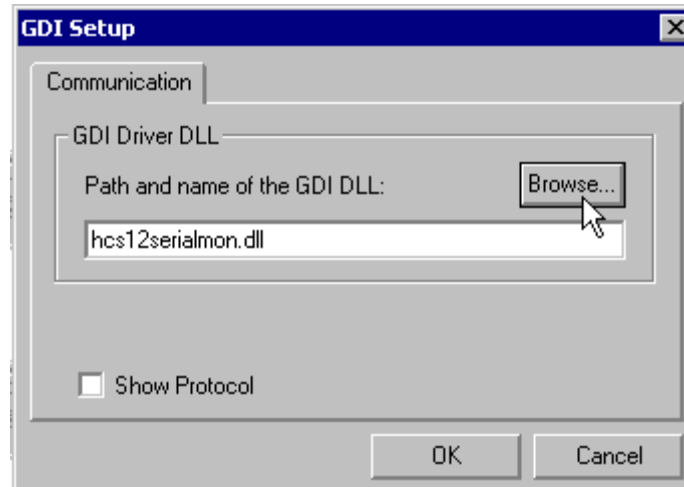 GDI Setup
Communication
GDI Driver DLL
Path and name of the GDI DLL:
Browse...
hcs12serialmon.dll
Show Protocol
OK
Cancel